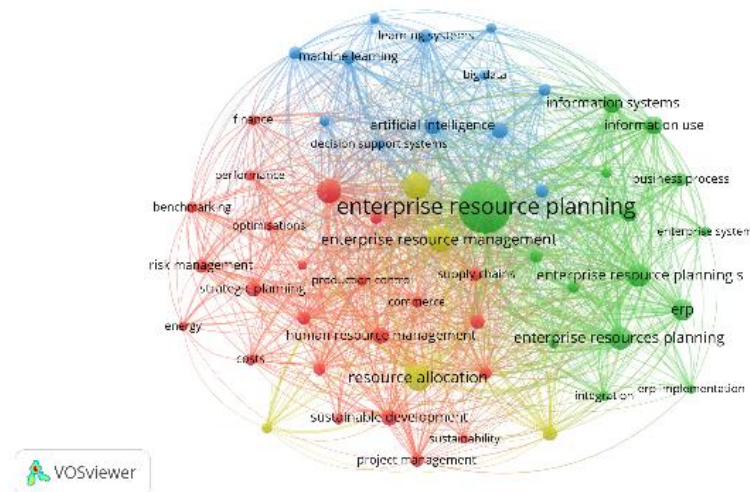 learning systems
machine learning
big data
information systems
finance
artificial intelligence
information use
decision support systems
performance
business process
benchmarking
enterprise resource planning
optimisations
enterprise system
enterprise resource management
risk management
supply chains
enterprise resource planning s
strategic planning
production control
commerce
erp
energy
human resource management
enterprise resources planning
costs
resource allocation
erp implementation
integration
sustainable development
sustainability
project management
VOSviewer